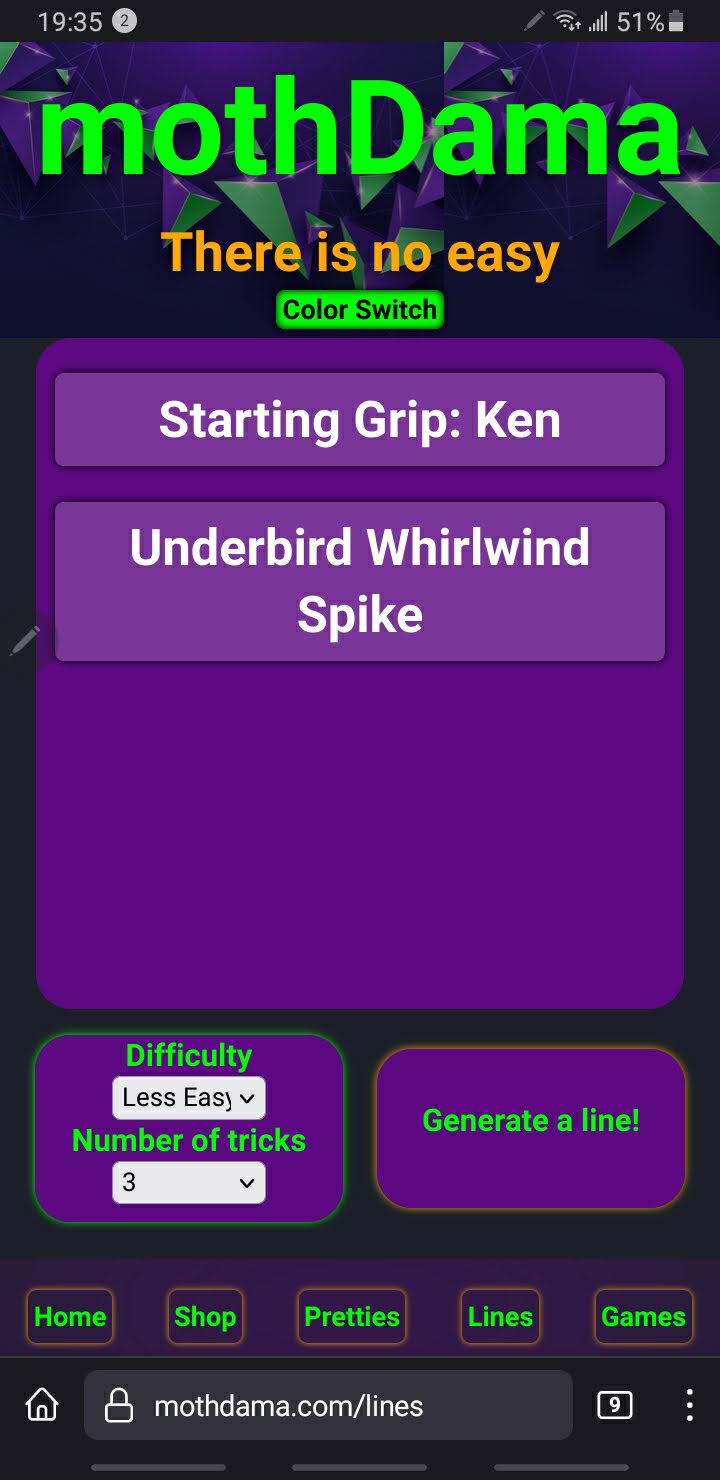 19:35 2 51%
mothDama
There is no easy
Color Switch
Starting Grip: Ken
Underbird Whirlwind
Spike
Difficulty
Less Easy
Number of tricks
3
Generate a line!
Home Shop Pretties Lines Games
mothdama.com/lines 9